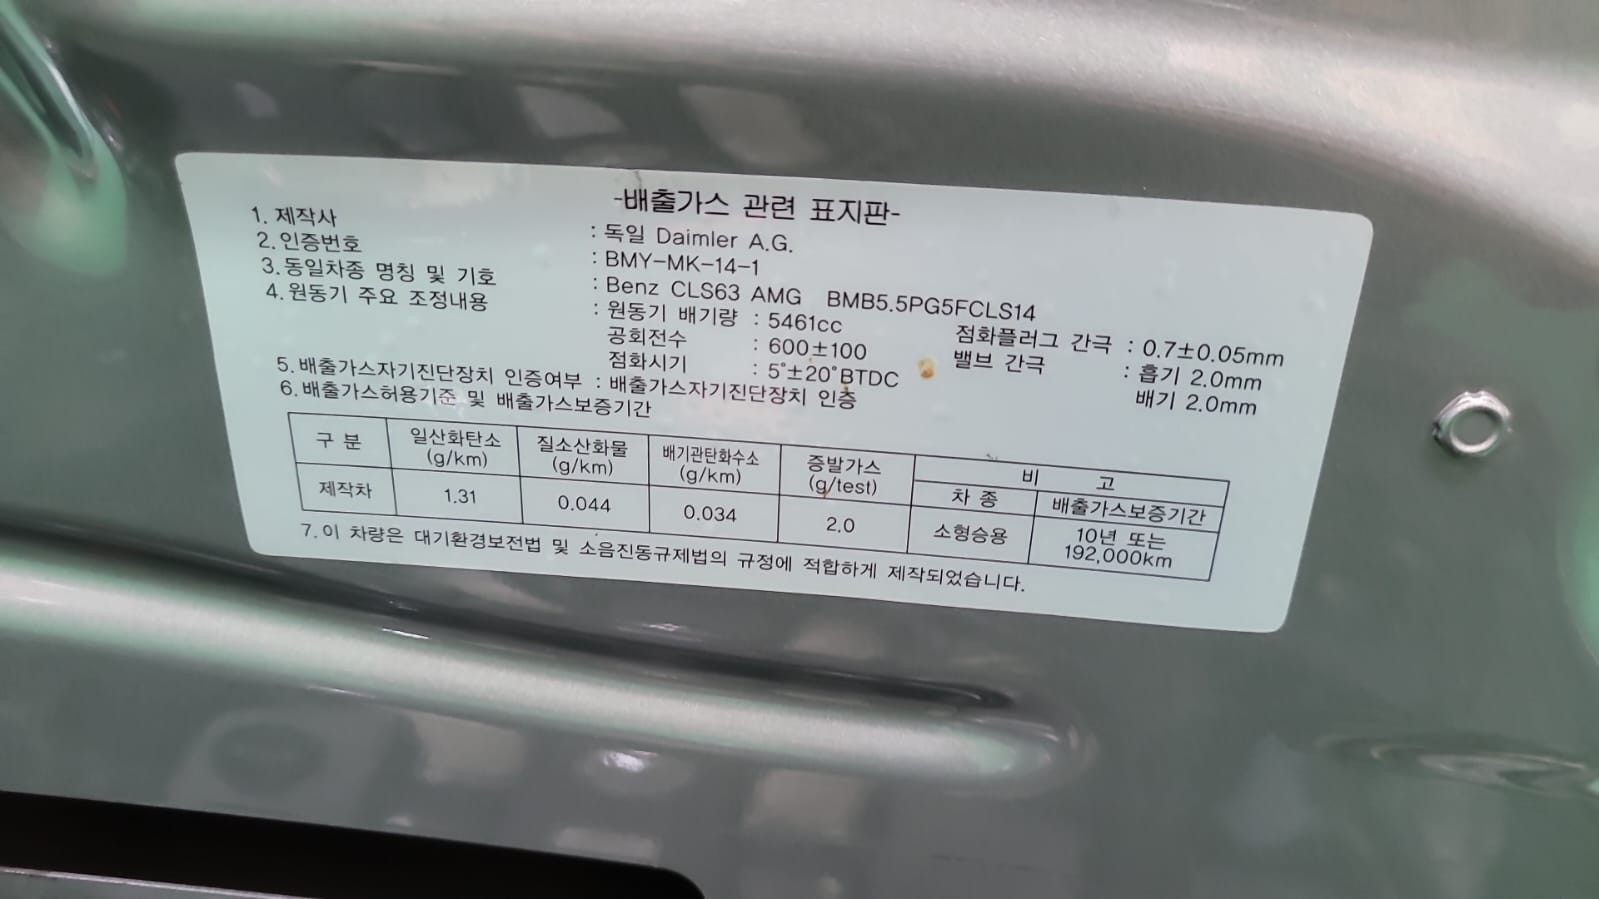 -배출가스 관련 표지판-
1. 제작사 : 독일 Daimler A.G.
2. 인증번호 : BMY-MK-14-1
3. 동일차종 명칭 및 기호 : Benz CLS63 AMG BMB5.5PG5FCLS14
4. 원동기 주요 조정내용 : 원동기 배기량 : 5461cc 점화플러그 간극 : 0.7±0.05mm
공회전수 : 600±100 밸브 간극 : 흡기 2.0mm
점화시기 : 5°±20°BTDC 배기 2.0mm
5. 배출가스자기진단장치 인증여부 : 배출가스자기진단장치 인증
6. 배출가스허용기준 및 배출가스보증기간
구 분 일산화탄소 (g/km) 질소산화물 (g/km) 배기관탄화수소 (g/km) 증발가스 (g/test) 비 고
차 종 배출가스보증기간
제작차 1.31 0.044 0.034 2.0 소형승용 10년 또는 192,000km
7. 이 차량은 대기환경보전법 및 소음진동규제법의 규정에 적합하게 제작되었습니다.